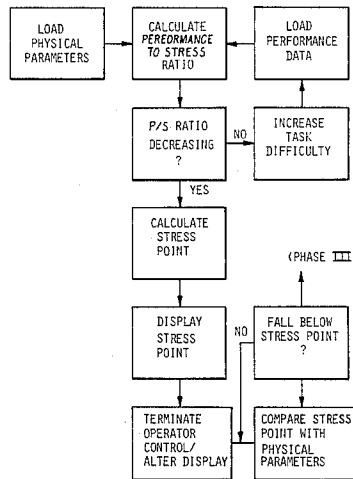 LOAD
PHYSICAL
PARAMETERS
CALCULATE
PERFORMANCE
TO STRESS
RATIO
LOAD
PERFORMANCE
DATA
P/S RATIO
DECREASING
?
NO
INCREASE
TASK
DIFFICULTY
YES
CALCULATE
STRESS
POINT
(PHASE III
DISPLAY
STRESS
POINT
NO
FALL BELOW
STRESS POINT
?
TERMINATE
OPERATOR
CONTROL/
ALTER DISPLAY
COMPARE STRESS
POINT WITH
PHYSICAL
PARAMETERS